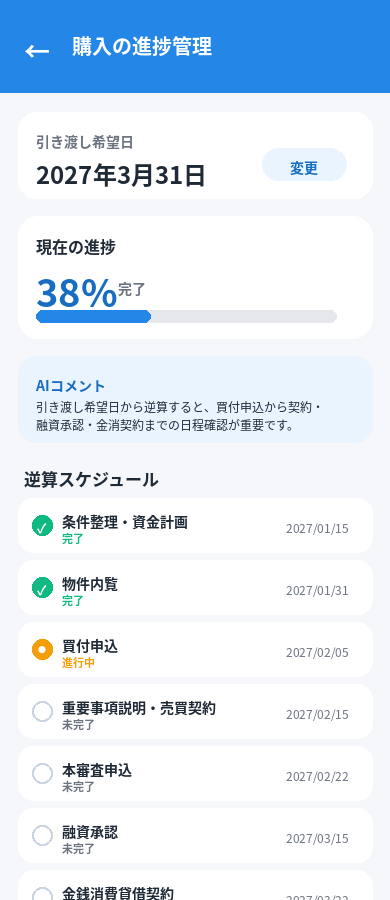 ← 購入の進捗管理
引き渡し希望日
2027年3月31日
変更
現在の進捗
38%完了
AIコメント
引き渡し希望日から逆算すると、買付申込から契約・
融資承認・金消契約までの日程確認が重要です。
逆算スケジュール
条件整理・資金計画
完了
2027/01/15
物件内覧
完了
2027/01/31
買付申込
進行中
2027/02/05
重要事項説明・売買契約
未完了
2027/02/15
本審査申込
未完了
2027/02/22
融資承認
未完了
2027/03/15
金銭消費貸借契約